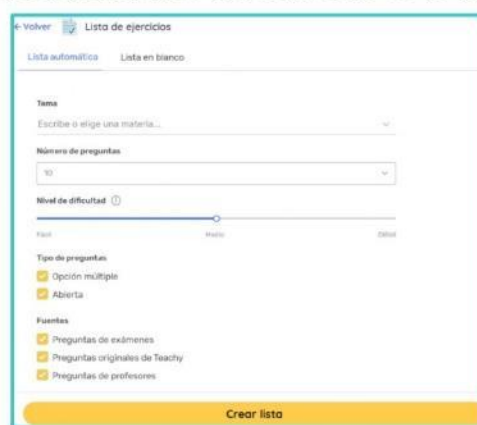 ← Volver Lista de ejercicios
Lista automática Lista en blanco
Tema
Escribe o elige una materia...
Número de preguntas
10
Nivel de dificultad
Fácil Medio Difícil
Tipo de preguntas
Opción múltiple
Abierta
Fuentes
Preguntas de exámenes
Preguntas originales de Teachy
Preguntas de profesores
Crear lista